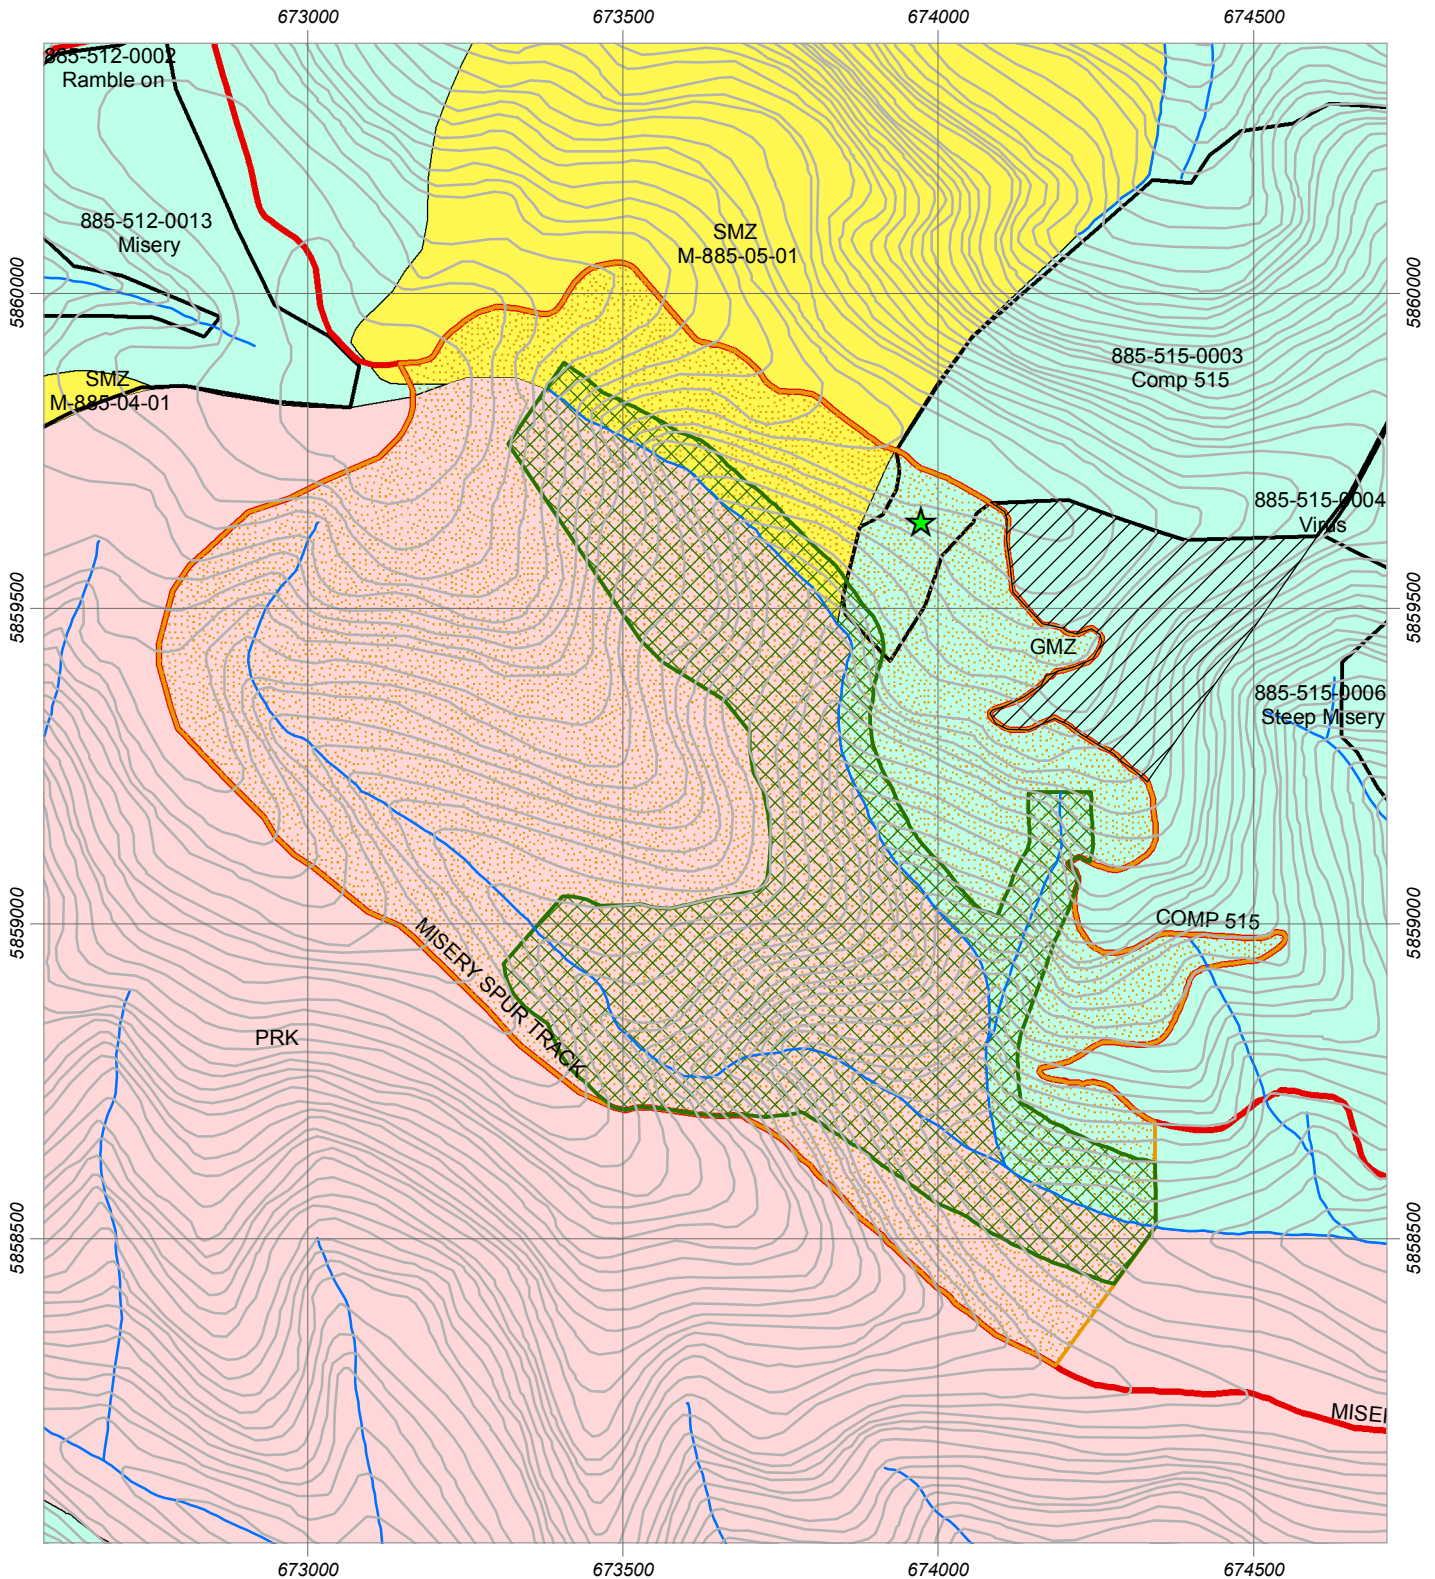 673000
673500
674000
674500
885-512-0002
Ramble on
885-512-0013
Misery
SMZ
M-885-05-01
5860000
5860000
885-515-0003
Comp 515
SMZ
M-885-04-01
885-515-0004
Virus
5859500
5859500
GMZ
885-515-0006
Steep Misery
5859000
5859000
COMP 515
MISERY SPUR TRACK
PRK
5858500
5858500
MISEI
673000
673500
674000
674500